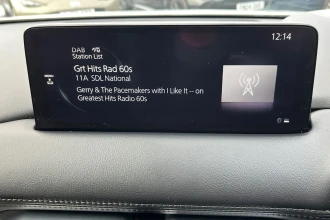 12:14
DAB
Station List
Grt Hits Rad 60s
11A SDL National
Gerry & The Pacemakers with I Like It -- on
Greatest Hits Radio 60s